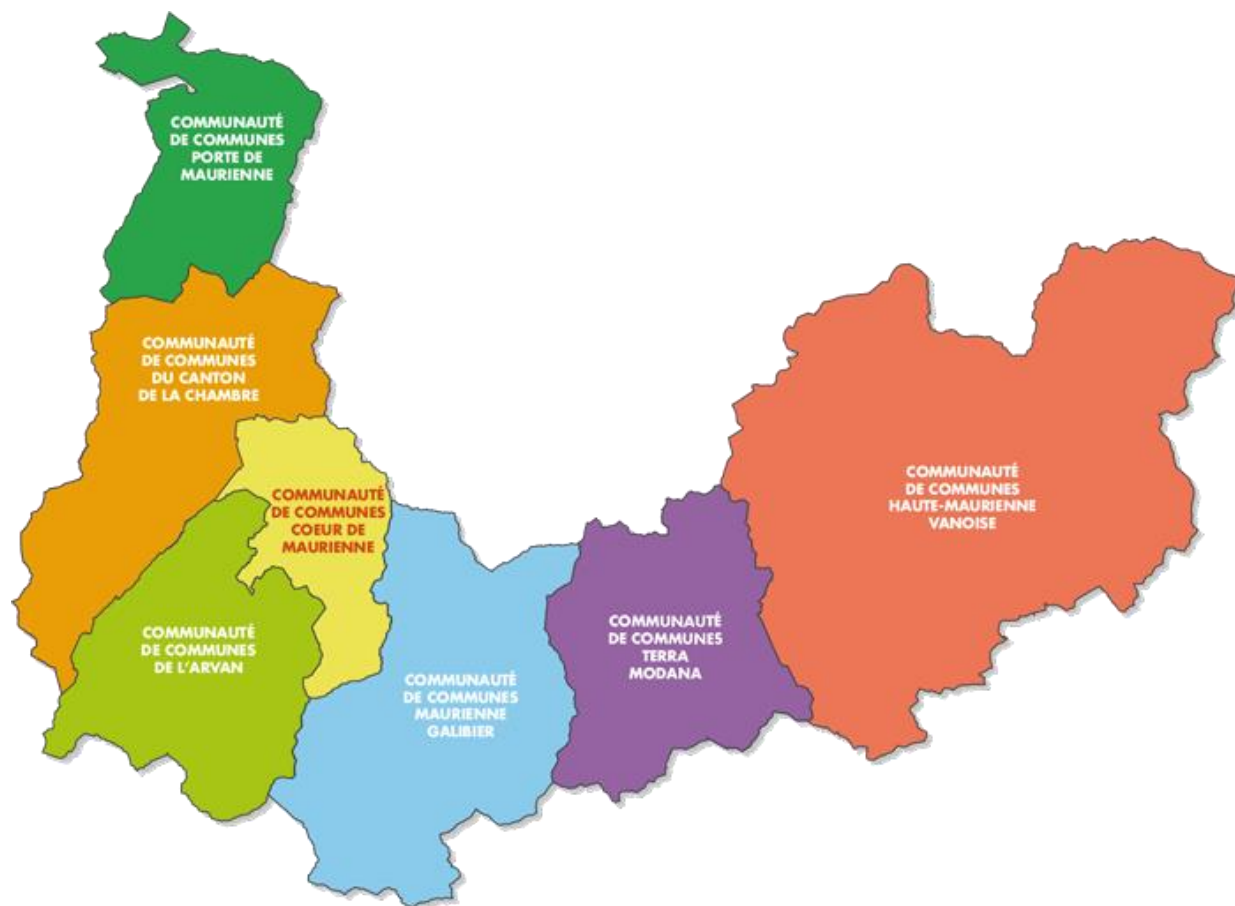 COMMUNAUTÉ
DE COMMUNES
PORTE DE
MAURIENNE
COMMUNAUTÉ
DE COMMUNES
DU CANTON
DE LA CHAMBRE
COMMUNAUTÉ
DE COMMUNES
COEUR DE
MAURIENNE
COMMUNAUTÉ
DE COMMUNES
HAUTE-MAURIENNE
VANOISE
COMMUNAUTÉ
DE COMMUNES
DE L'ARVAN
COMMUNAUTÉ
DE COMMUNES
MAURIENNE
GALIBIER
COMMUNAUTÉ
DE COMMUNES
TERRA
MODANA